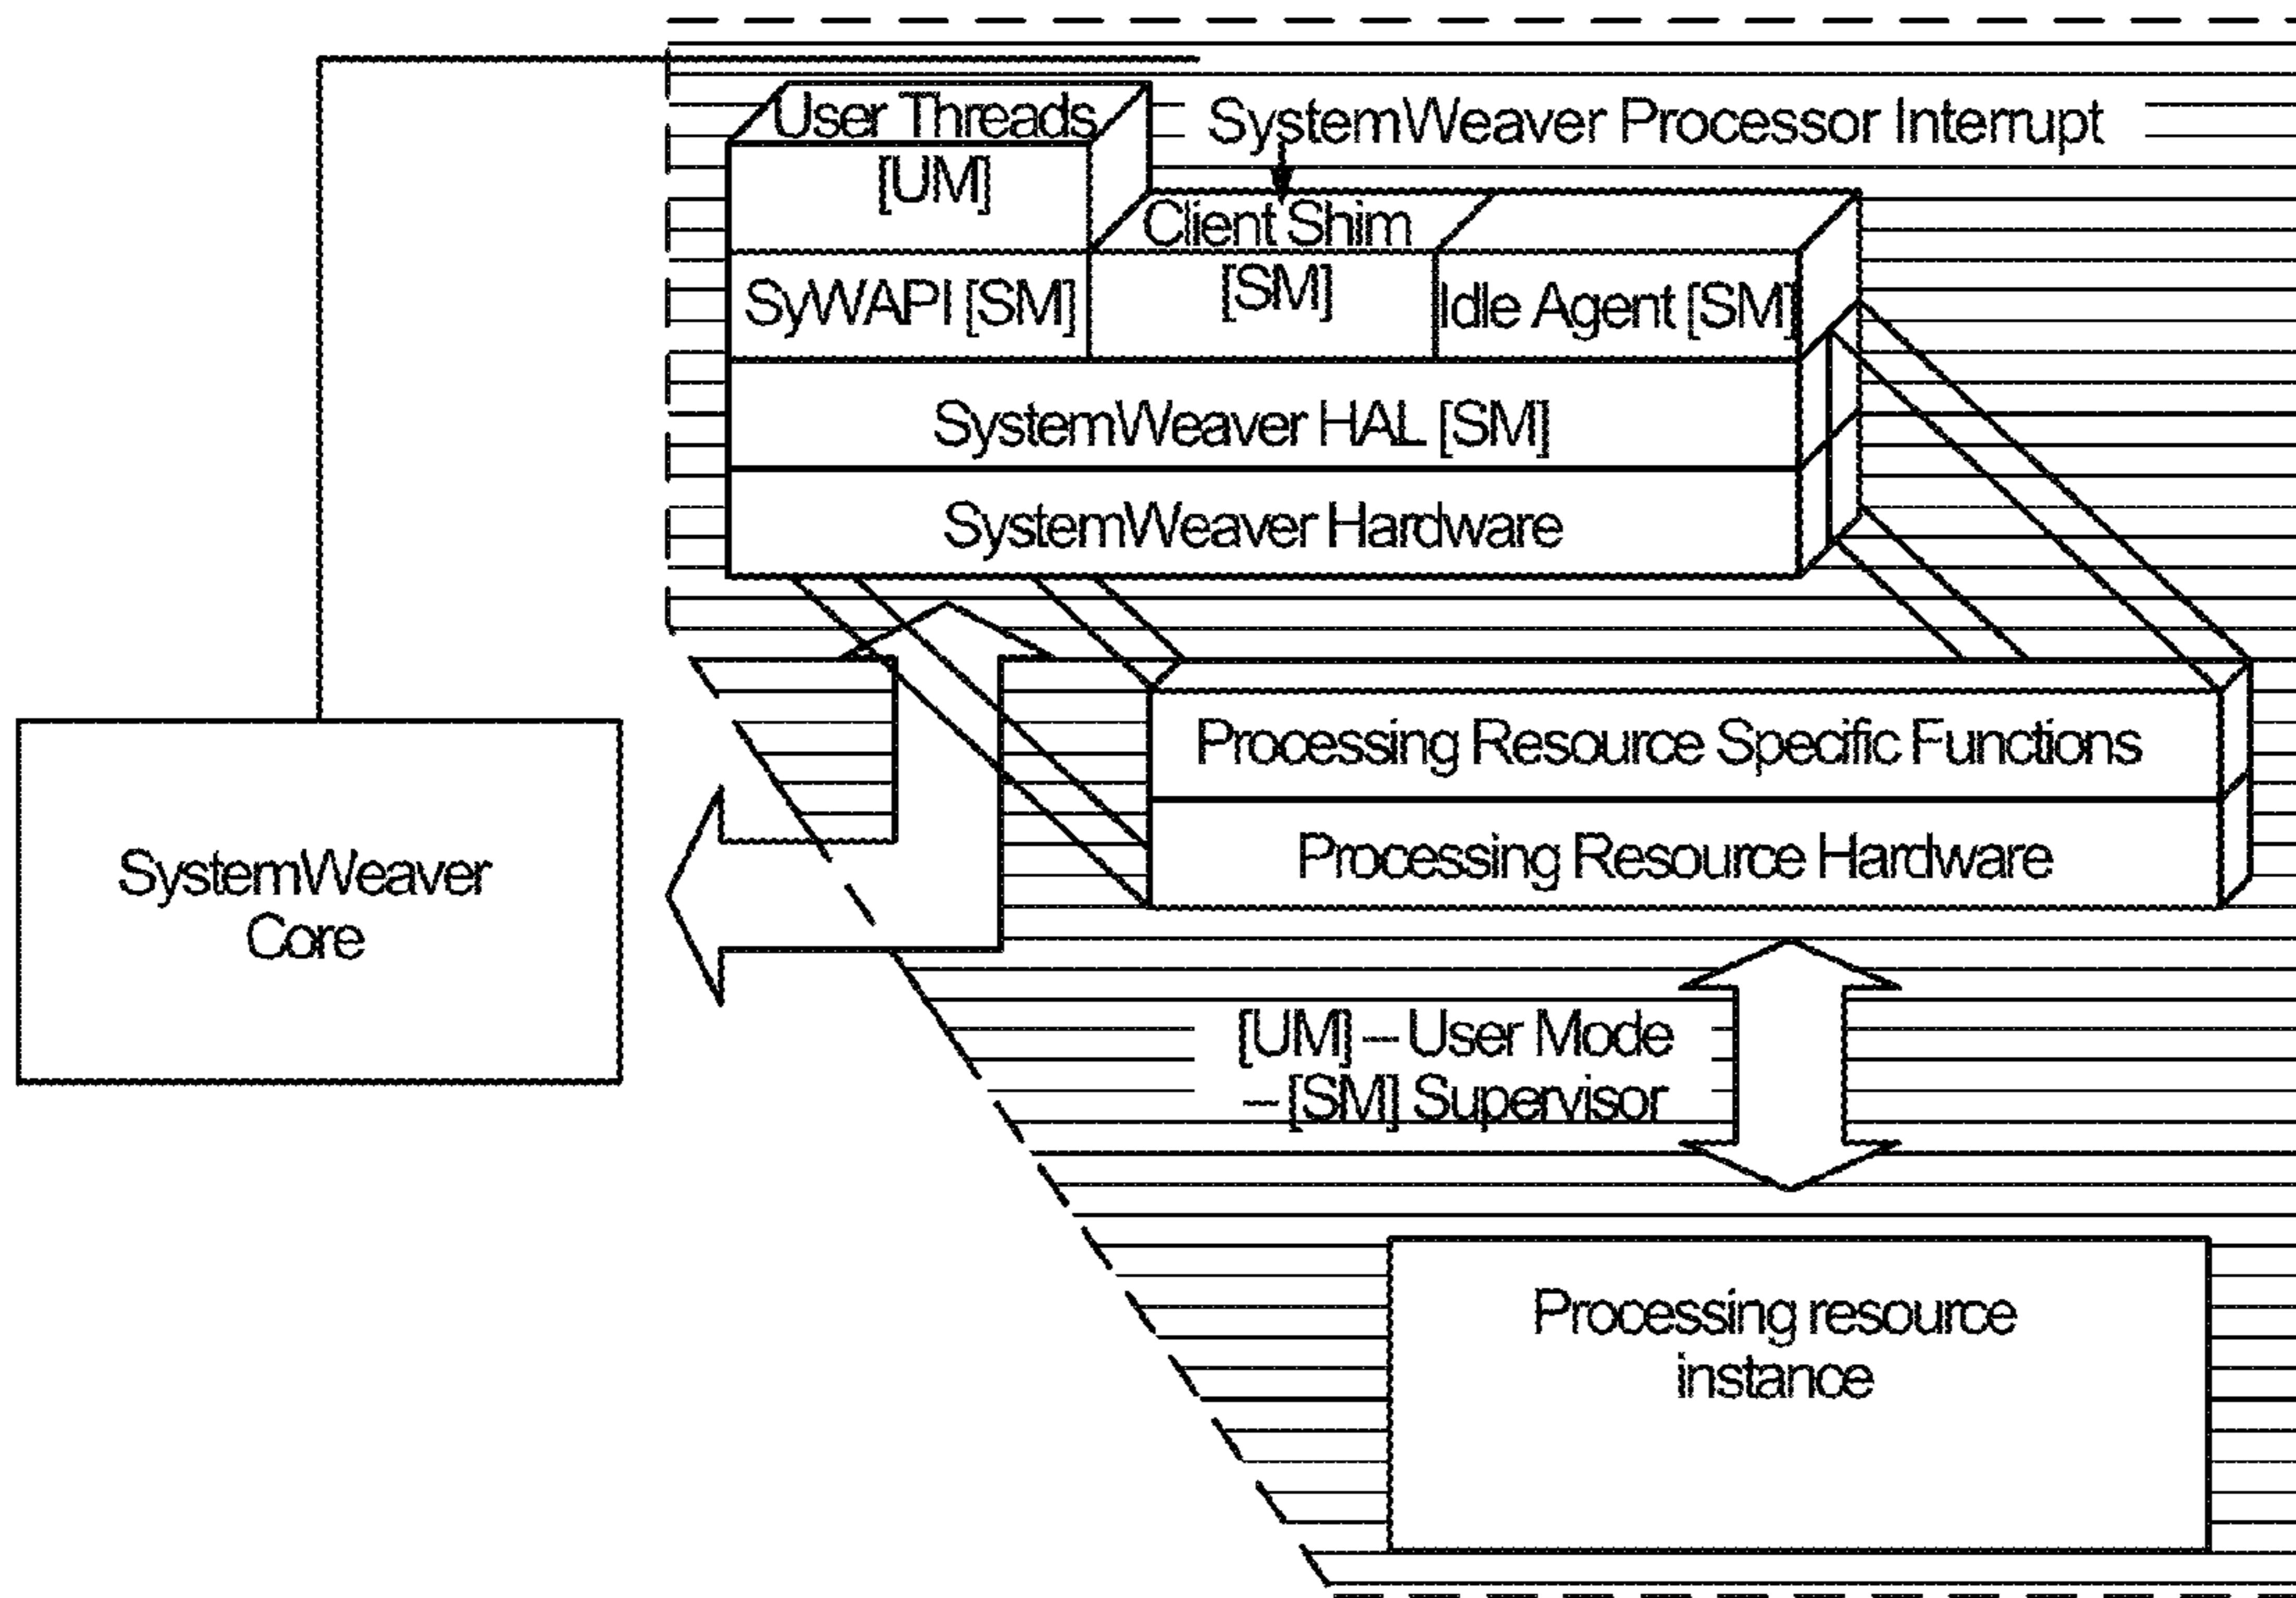 User Threads
[UM]
SystemWeaver Processor Interrupt
Client Shim
[SM]
SyWAPI [SM]
Idle Agent [SM]
SystemWeaver HAL [SM]
SystemWeaver Hardware
Processing Resource Specific Functions
Processing Resource Hardware
SystemWeaver
Core
[UM] – User Mode
– [SM] Supervisor
Processing resource
instance